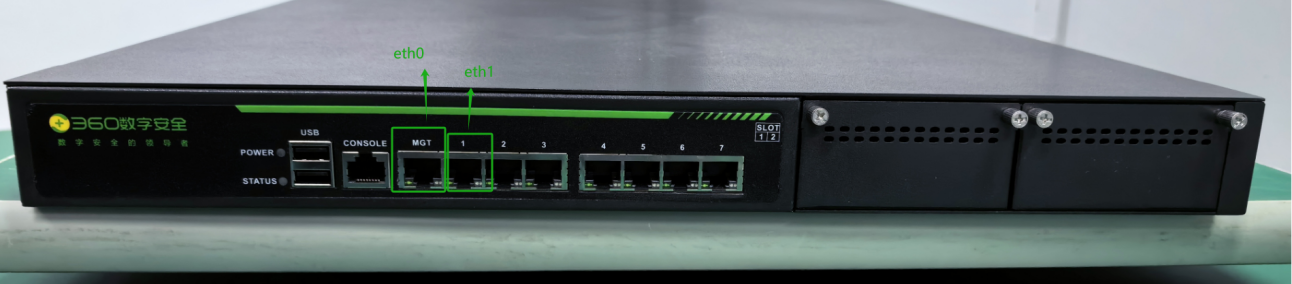 eth0
eth1
360数字安全
数字安全的领导者
USB
POWER
STATUS
CONSOLE
MGT
1
2
3
4
5
6
7
SLOT
1 2